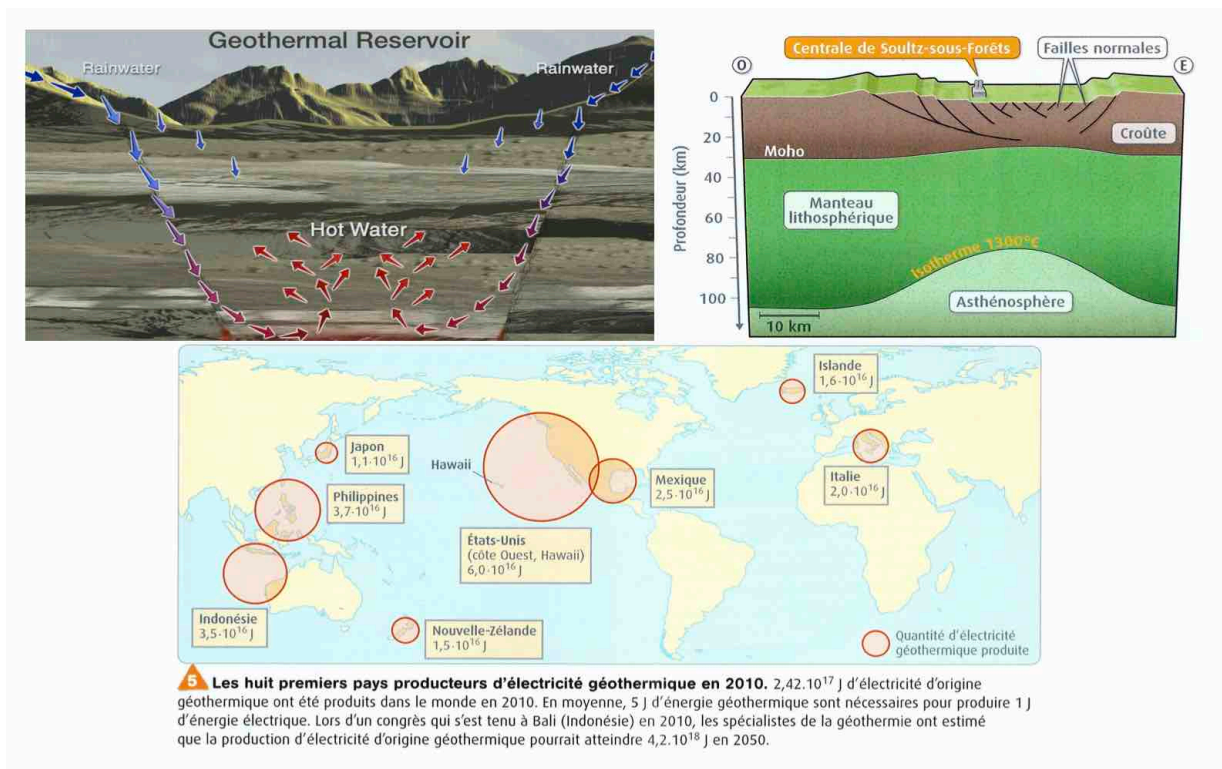 Geothermal Reservoir
Rainwater
Rainwater
Hot Water
Centrale de Soultz-sous-Forêts
Failles normales
O
E
0
20
40
60
80
100
Profondeur (km)
Croûte
Moho
Manteau
lithosphérique
Isotherme 1300°C
Asthénosphère
10 km
Islande
1,6·10¹⁶ J
Japon
1,1·10¹⁶ J
Hawaii
Mexique
2,5·10¹⁶ J
Italie
2,0·10¹⁶ J
Philippines
3,7·10¹⁶ J
États-Unis
(côte Ouest, Hawaii)
6,0·10¹⁶ J
Indonésie
3,5·10¹⁶ J
Nouvelle-Zélande
1,5·10¹⁶ J
Quantité d'électricité
géothermique produite
5 Les huit premiers pays producteurs d'électricité géothermique en 2010. 2,42.10¹⁷ J d'électricité d'origine
géothermique ont été produits dans le monde en 2010. En moyenne, 5 J d'énergie géothermique sont nécessaires pour produire 1 J
d'énergie électrique. Lors d'un congrès qui s'est tenu à Bali (Indonésie) en 2010, les spécialistes de la géothermie ont estimé
que la production d'électricité d'origine géothermique pourrait atteindre 4,2.10¹⁸ J en 2050.